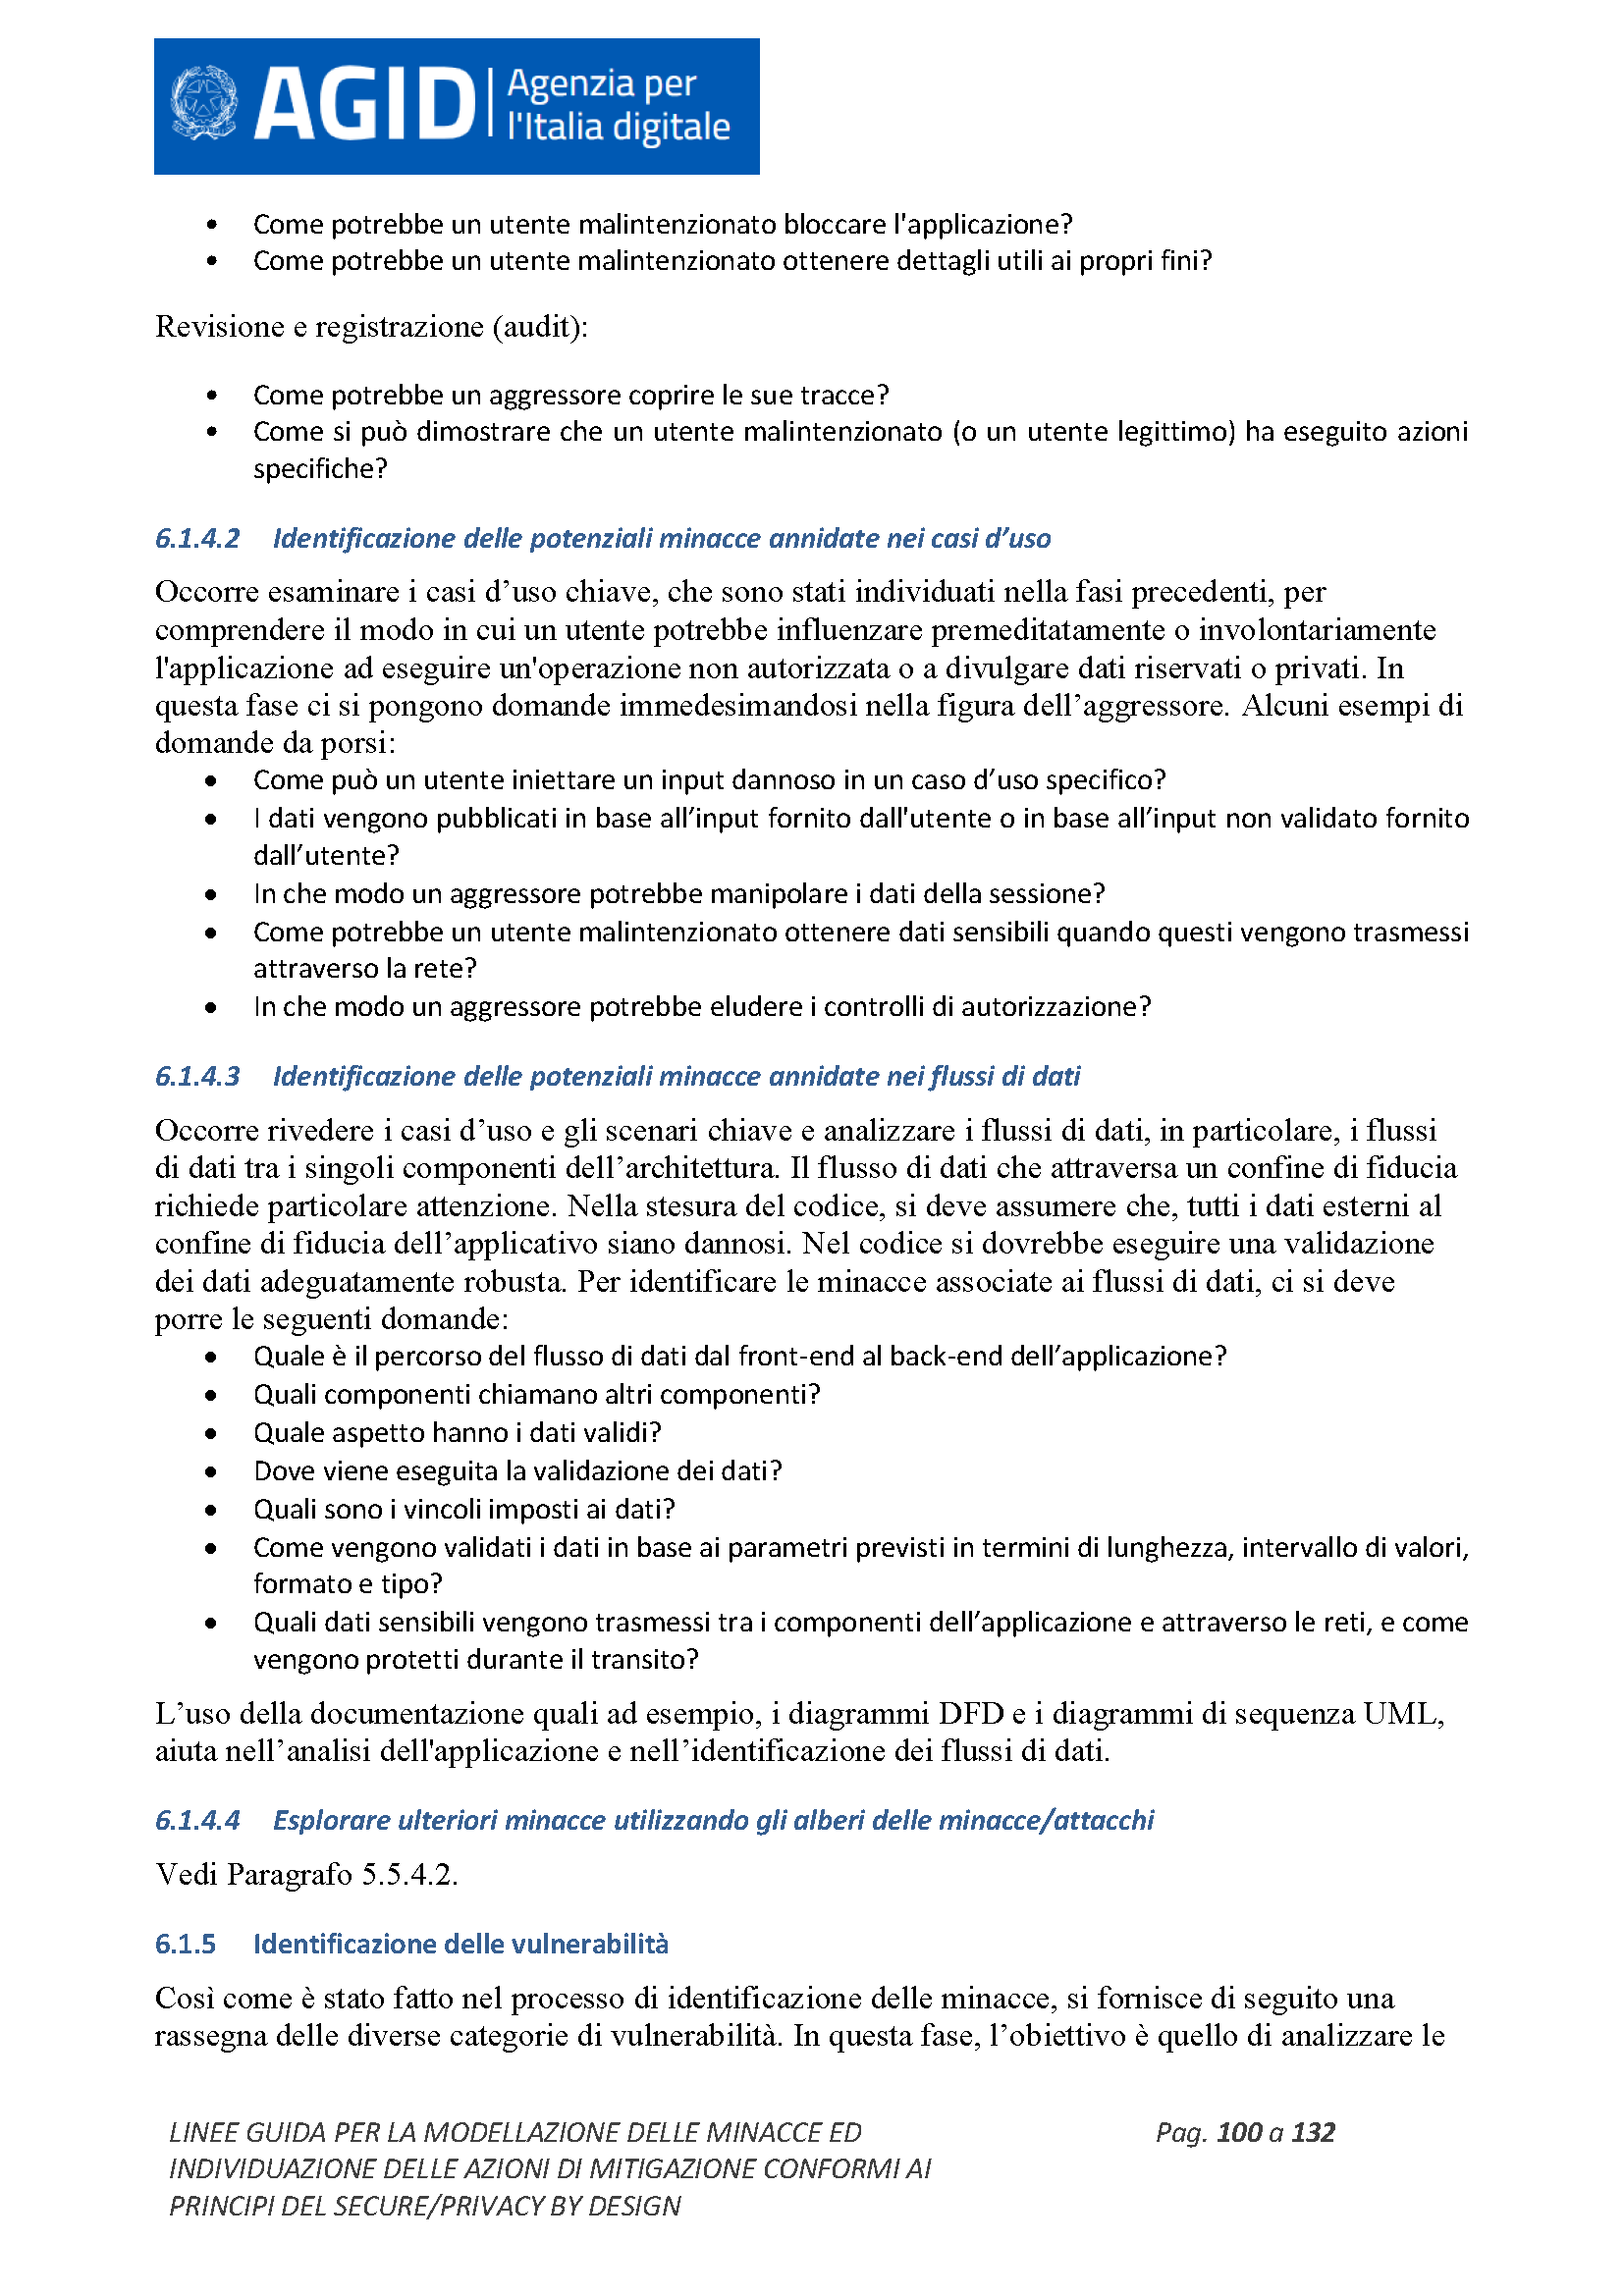 AGID Agenzia per
l'Italia digitale
• Come potrebbe un utente malintenzionato bloccare l'applicazione?
• Come potrebbe un utente malintenzionato ottenere dettagli utili ai propri fini?
Revisione e registrazione (audit):
• Come potrebbe un aggressore coprire le sue tracce?
• Come si può dimostrare che un utente malintenzionato (o un utente legittimo) ha eseguito azioni
specifiche?
6.1.4.2 Identificazione delle potenziali minacce annidate nei casi d’uso
Occorre esaminare i casi d’uso chiave, che sono stati individuati nella fasi precedenti, per
comprendere il modo in cui un utente potrebbe influenzare premeditatamente o involontariamente
l'applicazione ad eseguire un'operazione non autorizzata o a divulgare dati riservati o privati. In
questa fase ci si pongono domande immedesimandosi nella figura dell’aggressore. Alcuni esempi di
domande da porsi:
• Come può un utente iniettare un input dannoso in un caso d’uso specifico?
• I dati vengono pubblicati in base all’input fornito dall'utente o in base all’input non validato fornito
dall’utente?
• In che modo un aggressore potrebbe manipolare i dati della sessione?
• Come potrebbe un utente malintenzionato ottenere dati sensibili quando questi vengono trasmessi
attraverso la rete?
• In che modo un aggressore potrebbe eludere i controlli di autorizzazione?
6.1.4.3 Identificazione delle potenziali minacce annidate nei flussi di dati
Occorre rivedere i casi d’uso e gli scenari chiave e analizzare i flussi di dati, in particolare, i flussi
di dati tra i singoli componenti dell’architettura. Il flusso di dati che attraversa un confine di fiducia
richiede particolare attenzione. Nella stesura del codice, si deve assumere che, tutti i dati esterni al
confine di fiducia dell’applicativo siano dannosi. Nel codice si dovrebbe eseguire una validazione
dei dati adeguatamente robusta. Per identificare le minacce associate ai flussi di dati, ci si deve
porre le seguenti domande:
• Quale è il percorso del flusso di dati dal front-end al back-end dell’applicazione?
• Quali componenti chiamano altri componenti?
• Quale aspetto hanno i dati validi?
• Dove viene eseguita la validazione dei dati?
• Quali sono i vincoli imposti ai dati?
• Come vengono validati i dati in base ai parametri previsti in termini di lunghezza, intervallo di valori,
formato e tipo?
• Quali dati sensibili vengono trasmessi tra i componenti dell’applicazione e attraverso le reti, e come
vengono protetti durante il transito?
L’uso della documentazione quali ad esempio, i diagrammi DFD e i diagrammi di sequenza UML,
aiuta nell’analisi dell'applicazione e nell’identificazione dei flussi di dati.
6.1.4.4 Esplorare ulteriori minacce utilizzando gli alberi delle minacce/attacchi
Vedi Paragrafo 5.5.4.2.
6.1.5 Identificazione delle vulnerabilità
Così come è stato fatto nel processo di identificazione delle minacce, si fornisce di seguito una
rassegna delle diverse categorie di vulnerabilità. In questa fase, l’obiettivo è quello di analizzare le
LINEE GUIDA PER LA MODELLAZIONE DELLE MINACCE ED Pag. 100 a 132
INDIVIDUAZIONE DELLE AZIONI DI MITIGAZIONE CONFORMI AI
PRINCIPI DEL SECURE/PRIVACY BY DESIGN